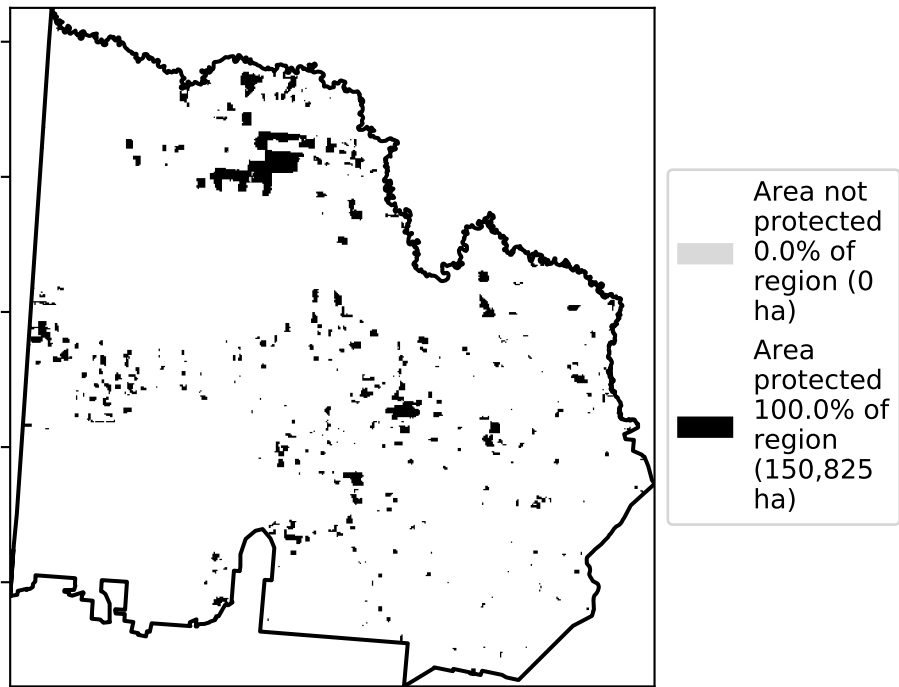 Area not
protected
0.0% of
region (0
ha)
Area
protected
100.0% of
region
(150,825
ha)